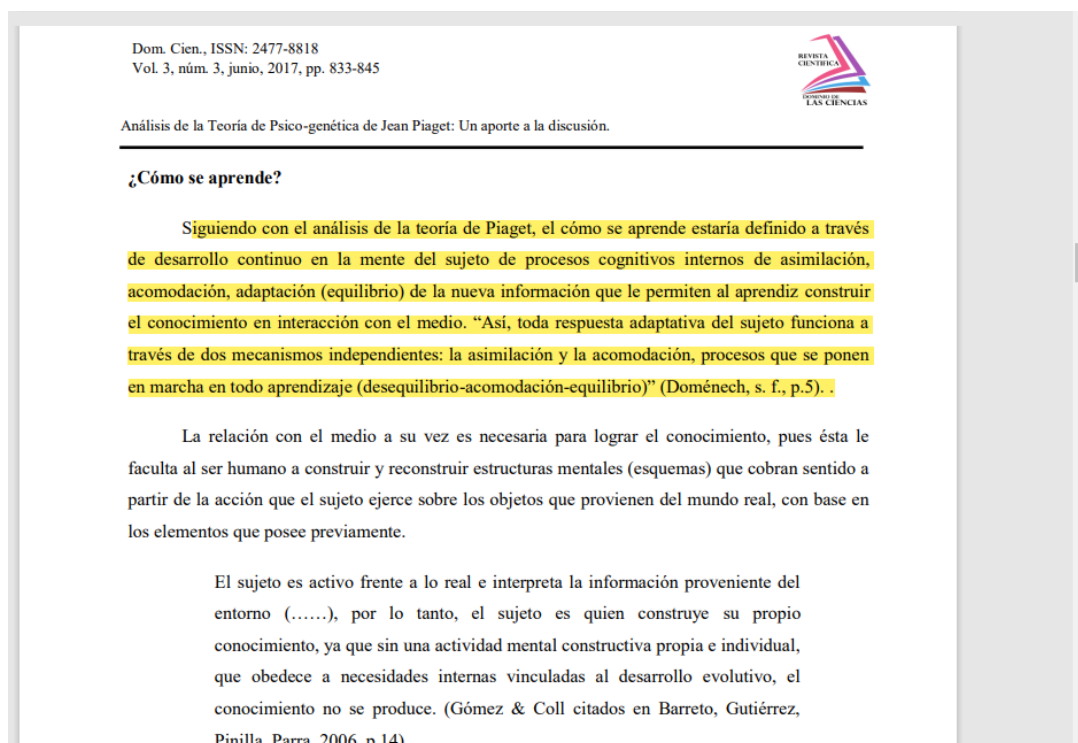 Dom. Cien., ISSN: 2477-8818
Vol. 3, núm. 3, junio, 2017, pp. 833-845
REVISTA
CIENTIFICA
DOMINIO DE
LAS CIENCIAS
Análisis de la Teoría de Psico-genética de Jean Piaget: Un aporte a la discusión.
¿Cómo se aprende?
Siguiendo con el análisis de la teoría de Piaget, el cómo se aprende estaría definido a través
de desarrollo continuo en la mente del sujeto de procesos cognitivos internos de asimilación,
acomodación, adaptación (equilibrio) de la nueva información que le permiten al aprendiz construir
el conocimiento en interacción con el medio. “Así, toda respuesta adaptativa del sujeto funciona a
través de dos mecanismos independientes: la asimilación y la acomodación, procesos que se ponen
en marcha en todo aprendizaje (desequilibrio-acomodación-equilibrio)” (Doménech, s. f., p.5). .
La relación con el medio a su vez es necesaria para lograr el conocimiento, pues ésta le
faculta al ser humano a construir y reconstruir estructuras mentales (esquemas) que cobran sentido a
partir de la acción que el sujeto ejerce sobre los objetos que provienen del mundo real, con base en
los elementos que posee previamente.
El sujeto es activo frente a lo real e interpreta la información proveniente del
entorno (……), por lo tanto, el sujeto es quien construye su propio
conocimiento, ya que sin una actividad mental constructiva propia e individual,
que obedece a necesidades internas vinculadas al desarrollo evolutivo, el
conocimiento no se produce. (Gómez & Coll citados en Barreto, Gutiérrez,
Pinilla, Parra, 2006, p.14)